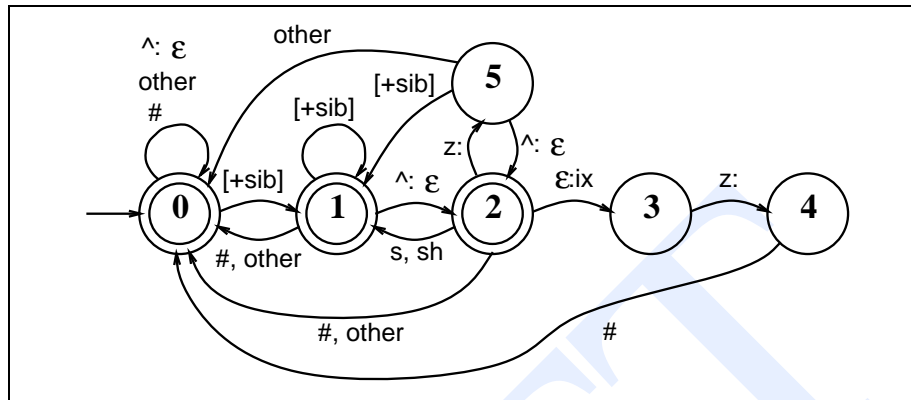 ^: ε
other
#
other
[+sib]
[+sib]
5
z:
^: ε
[+sib]
^: ε
ε:ix
z:
0
1
2
3
4
#, other
s, sh
#, other
#